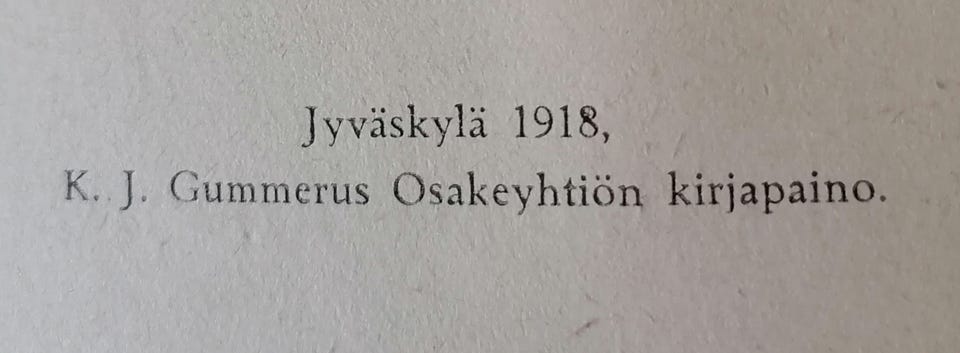 Jyväskylä 1918,
K. J. Gummerus Osakeyhtiön kirjapaino.